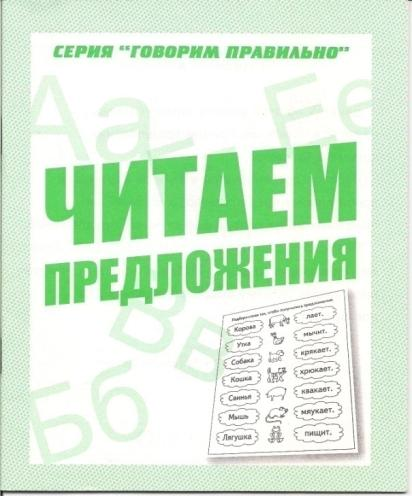 СЕРИЯ "ГОВОРИМ ПРАВИЛЬНО"
Аа
Ее
ЧИТАЕМ
ПРЕДЛОЖЕНИЯ
Вв
Бб
Корова лает.
Утка мычит.
Собака крякает.
Кошка хрюкает.
Свинья квакает.
Мышь мяукает.
Лягушка пищит.